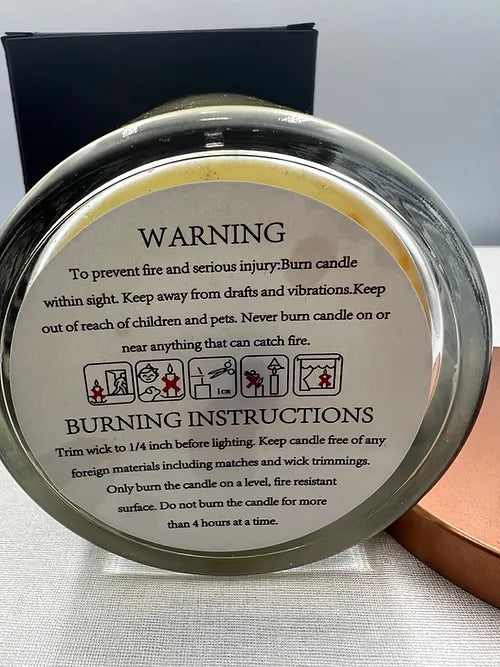 WARNING
To prevent fire and serious injury:Burn candle
within sight. Keep away from drafts and vibrations.Keep
out of reach of children and pets. Never burn candle on or
near anything that can catch fire.
1cm
BURNING INSTRUCTIONS
Trim wick to 1/4 inch before lighting. Keep candle free of any
foreign materials including matches and wick trimmings.
Only burn the candle on a level, fire resistant
surface. Do not burn the candle for more
than 4 hours at a time.